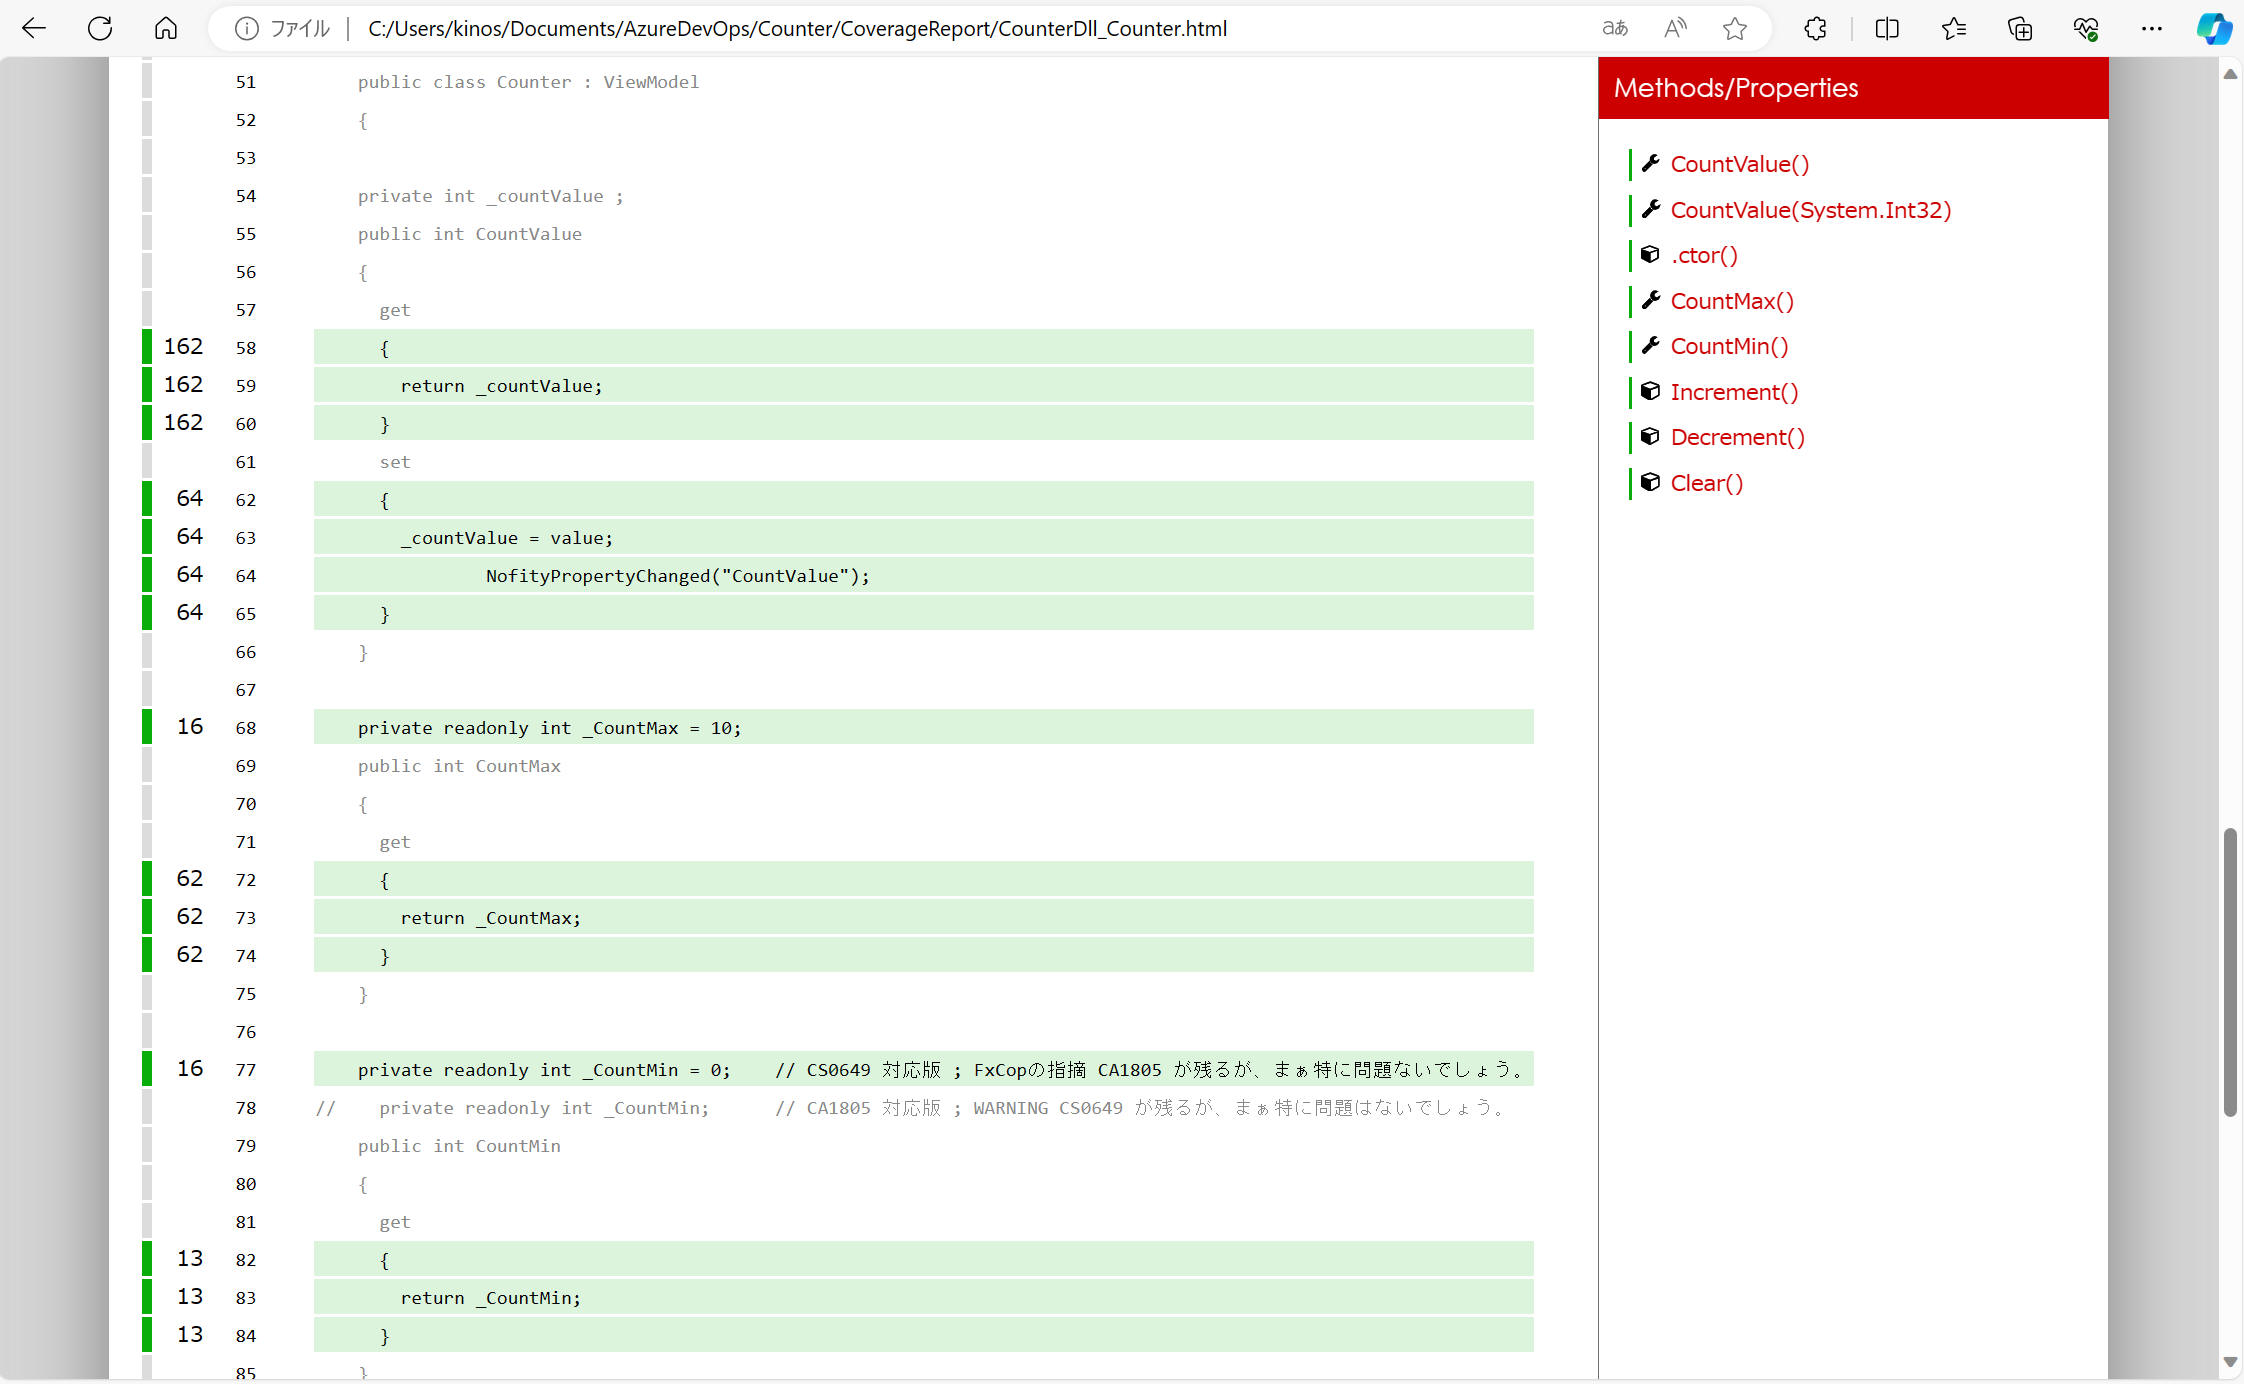 ファイル C:/Users/kinos/Documents/AzureDevOps/Counter/CoverageReport/CounterDll_Counter.html aあ A
51 public class Counter : ViewModel
52 {
53
54 private int _countValue ;
55 public int CountValue
56 {
57 get
162 58 {
162 59 return _countValue;
162 60 }
61 set
64 62 {
64 63 _countValue = value;
64 64 NofityPropertyChanged("CountValue");
64 65 }
66 }
67
16 68 private readonly int _CountMax = 10;
69 public int CountMax
70 {
71 get
62 72 {
62 73 return _CountMax;
62 74 }
75 }
76
16 77 private readonly int _CountMin = 0; // CS0649 対応版 ; FxCopの指摘 CA1805 が残るが、まぁ特に問題ないでしょう。
78 // private readonly int _CountMin; // CA1805 対応版 ; WARNING CS0649 が残るが、まぁ特に問題はないでしょう。
79 public int CountMin
80 {
81 get
13 82 {
13 83 return _CountMin;
13 84 }
85 }
Methods/Properties
CountValue()
CountValue(System.Int32)
.ctor()
CountMax()
CountMin()
Increment()
Decrement()
Clear()